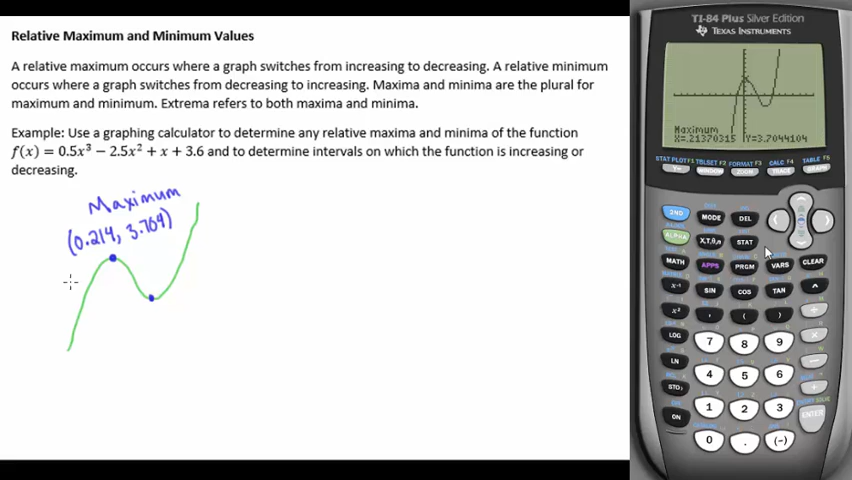 Relative Maximum and Minimum Values
A relative maximum occurs where a graph switches from increasing to decreasing. A relative minimum
occurs where a graph switches from decreasing to increasing. Maxima and minima are the plural for
maximum and minimum. Extrema refers to both maxima and minima.
Example: Use a graphing calculator to determine any relative maxima and minima of the function
f(x) = 0.5x³ − 2.5x² + x + 3.6 and to determine intervals on which the function is increasing or
decreasing.
Maximum
(0.214, 3.704)
TI-84 Plus Silver Edition
TEXAS INSTRUMENTS
Maximum
X=.21370315 Y=3.7044104
STAT PLOT F1 TBLSET F2 FORMAT F3 CALC F4 TABLE F5
Y= WINDOW ZOOM TRACE GRAPH
2ND MODE DEL
ALPHA X,T,θ,n STAT
MATH APPS PRGM VARS CLEAR
x⁻¹ SIN COS TAN ^
x² , ( ) ÷
LOG 7 8 9 ×
LN 4 5 6 −
STO› 1 2 3 +
ON 0 . (−) ENTER